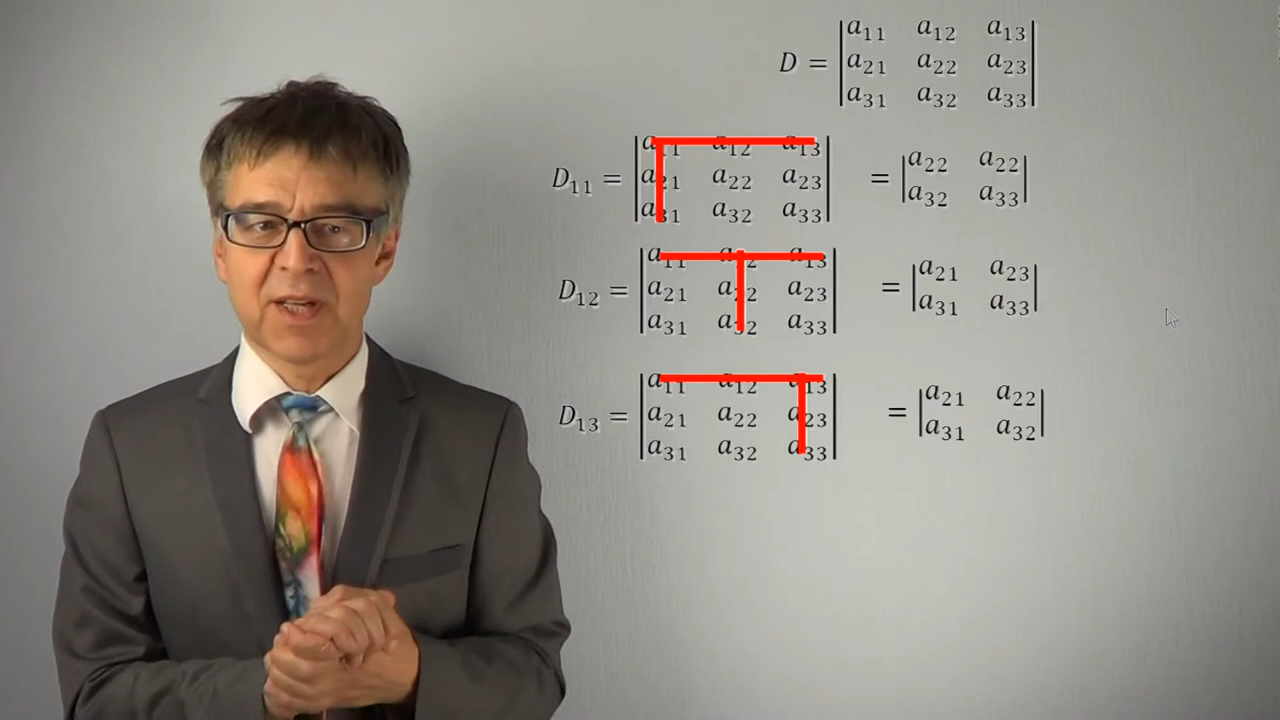 D = |a₁₁ a₁₂ a₁₃|
|a₂₁ a₂₂ a₂₃|
|a₃₁ a₃₂ a₃₃|
D₁₁ = |a₁₁ a₁₂ a₁₃| = |a₂₂ a₂₂|
|a₂₁ a₂₂ a₂₃| |a₃₂ a₃₃|
|a₃₁ a₃₂ a₃₃|
D₁₂ = |a₁₁ a₁₂ a₁₃| = |a₂₁ a₂₃|
|a₂₁ a₂₂ a₂₃| |a₃₁ a₃₃|
|a₃₁ a₃₂ a₃₃|
D₁₃ = |a₁₁ a₁₂ a₁₃| = |a₂₁ a₂₂|
|a₂₁ a₂₂ a₂₃| |a₃₁ a₃₂|
|a₃₁ a₃₂ a₃₃|